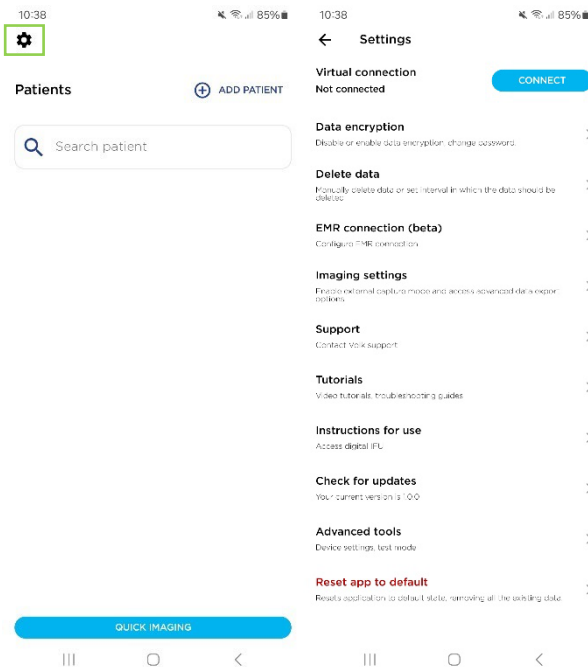 10:38
85%
Patients
ADD PATIENT
Search patient
QUICK IMAGING
10:38
85%
Settings
Virtual connection
Not connected
CONNECT
Data encryption
Disable or enable data encryption, change password.
Delete data
Manually delete data or set interval in which the data should be
deleted
EMR connection (beta)
Configure EMR connection
Imaging settings
Enable external capture mode and access advanced data export
options
Support
Contact Volk support
Tutorials
Video tutorials, troubleshooting guides
Instructions for use
Access digital IFU
Check for updates
Your current version is 1.0.0
Advanced tools
Device settings, test mode
Reset app to default
Resets application to default state, removing all the existing data